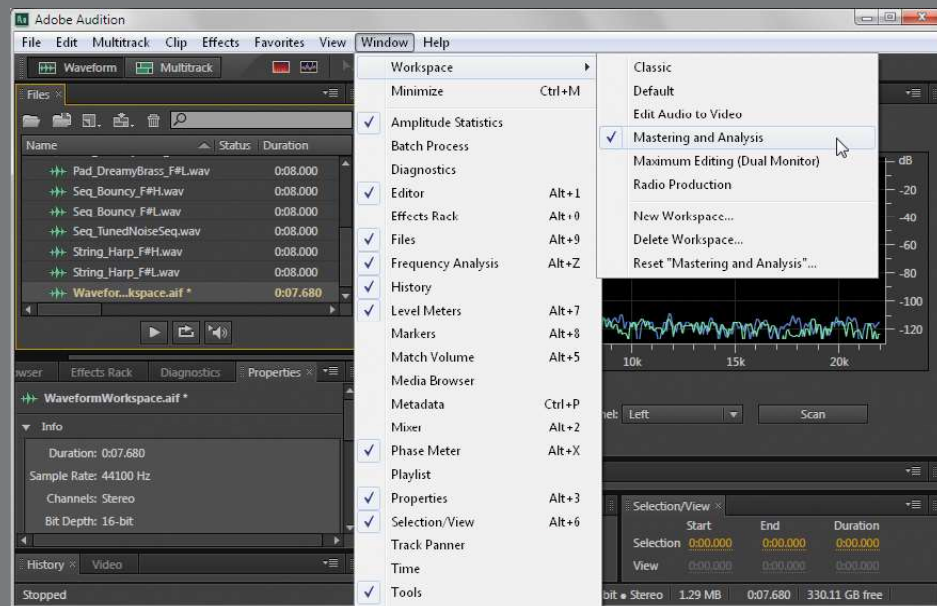 Au Adobe Audition
File Edit Multitrack Clip Effects Favorites View Window Help
Waveform Multitrack
Files
Name Status Duration
Pad_DreamyBrass_F#L.wav 0:08.000
Seq_Bouncy_F#H.wav 0:08.000
Seq_Bouncy_F#L.wav 0:08.000
Seq_TunedNoiseSeq.wav 0:08.000
String_Harp_F#H.wav 0:08.000
String_Harp_F#L.wav 0:08.000
Wavefor...kspace.aif * 0:07.680
owser Effects Rack Diagnostics Properties
WaveformWorkspace.aif *
Info
Duration: 0:07.680
Sample Rate: 44100 Hz
Channels: Stereo
Bit Depth: 16-bit
History Video
Stopped
Workspace
Minimize Ctrl+M
Amplitude Statistics
Batch Process
Diagnostics
Editor Alt+1
Effects Rack Alt+0
Files Alt+9
Frequency Analysis Alt+Z
History
Level Meters Alt+7
Markers Alt+8
Match Volume Alt+5
Media Browser
Metadata Ctrl+P
Mixer Alt+2
Phase Meter Alt+X
Playlist
Properties Alt+3
Selection/View Alt+6
Track Panner
Time
Tools
Classic
Default
Edit Audio to Video
Mastering and Analysis
Maximum Editing (Dual Monitor)
Radio Production
New Workspace...
Delete Workspace...
Reset "Mastering and Analysis"...
dB
-20
-40
-60
-80
-100
-120
10k 15k 20k
nel: Left Scan
Selection/View
Start End Duration
Selection 0:00.000 0:00.000 0:00.000
View 0:00.000 0:00.000 0:00.000
bit • Stereo 1.29 MB 0:07.680 330.11 GB free